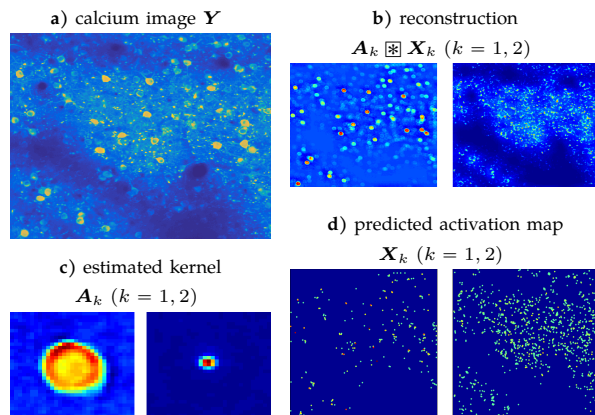 a) calcium image Y
b) reconstruction
A_k ⊛ X_k (k = 1, 2)
c) estimated kernel
A_k (k = 1, 2)
d) predicted activation map
X_k (k = 1, 2)